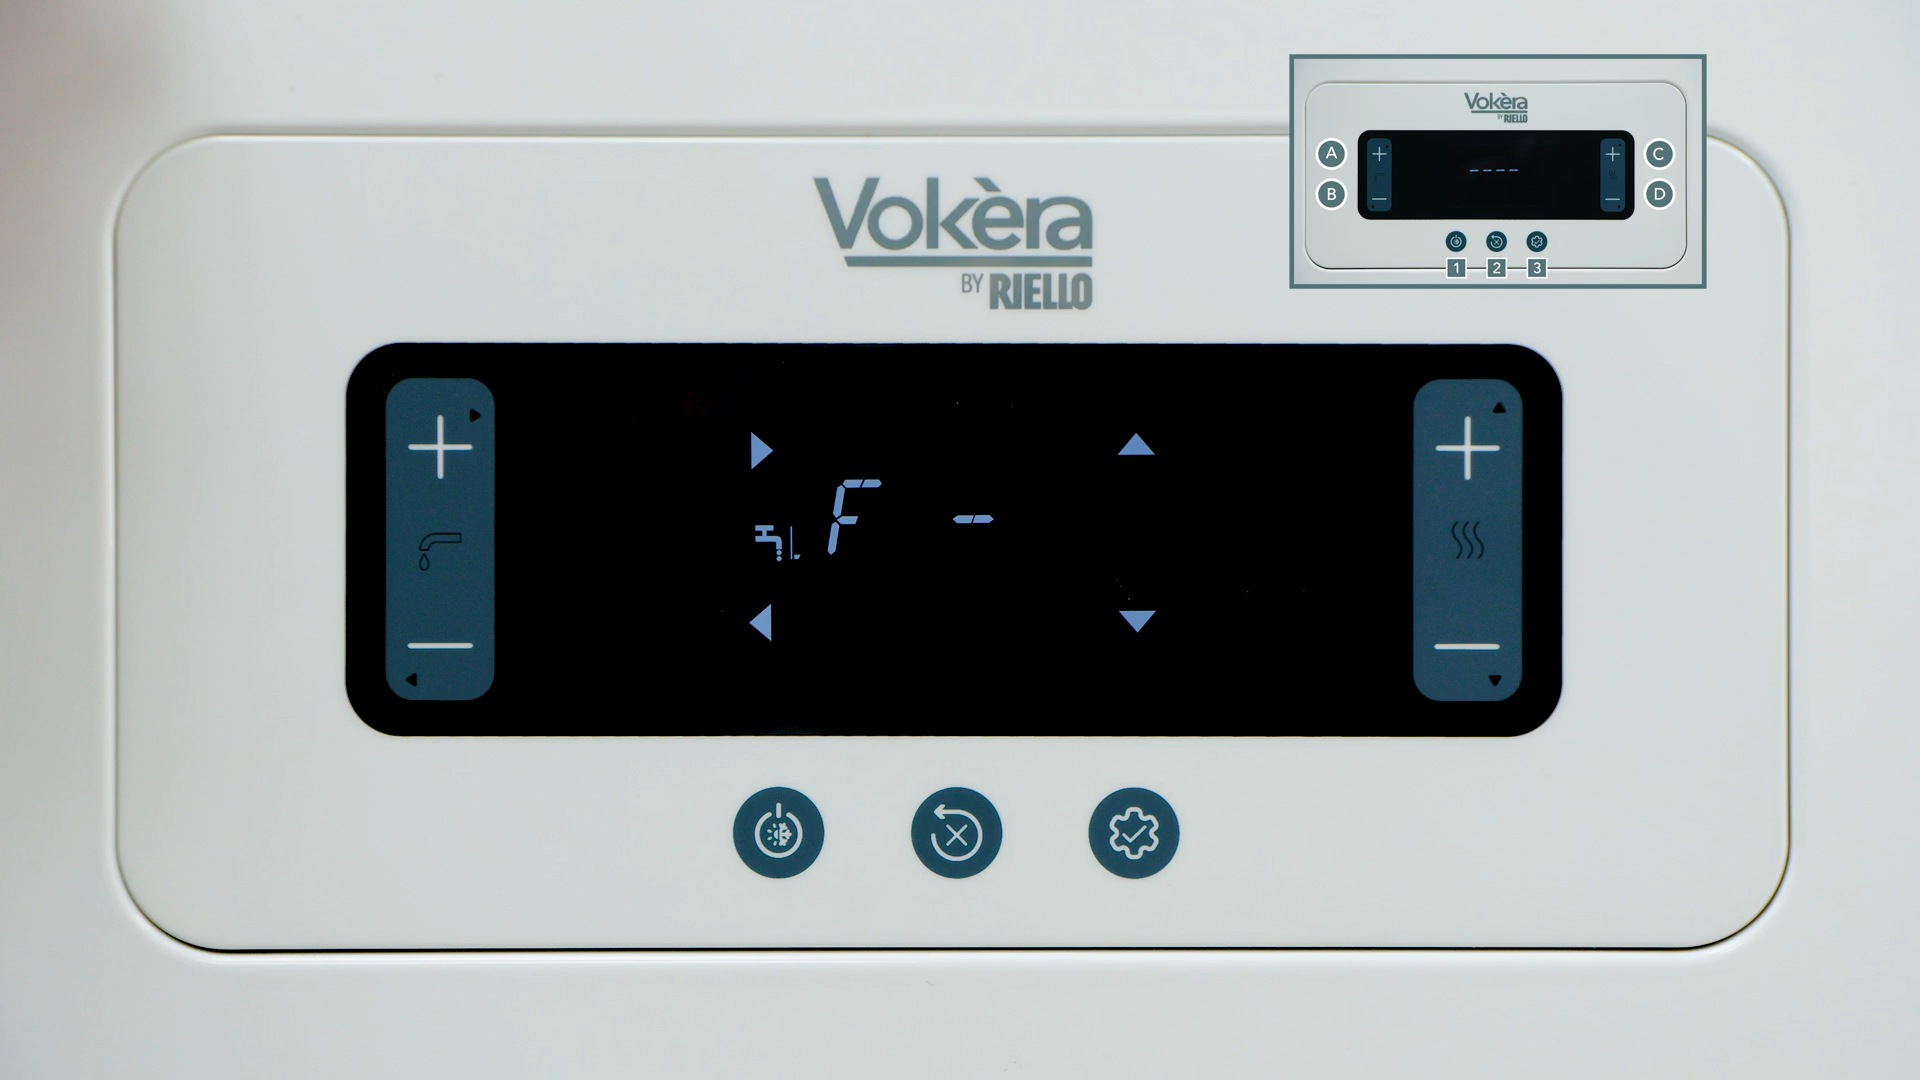 Vokèra
BY RIELLO
F -
Vokèra
BY RIELLO
A
B
----
C
D
1 2 3